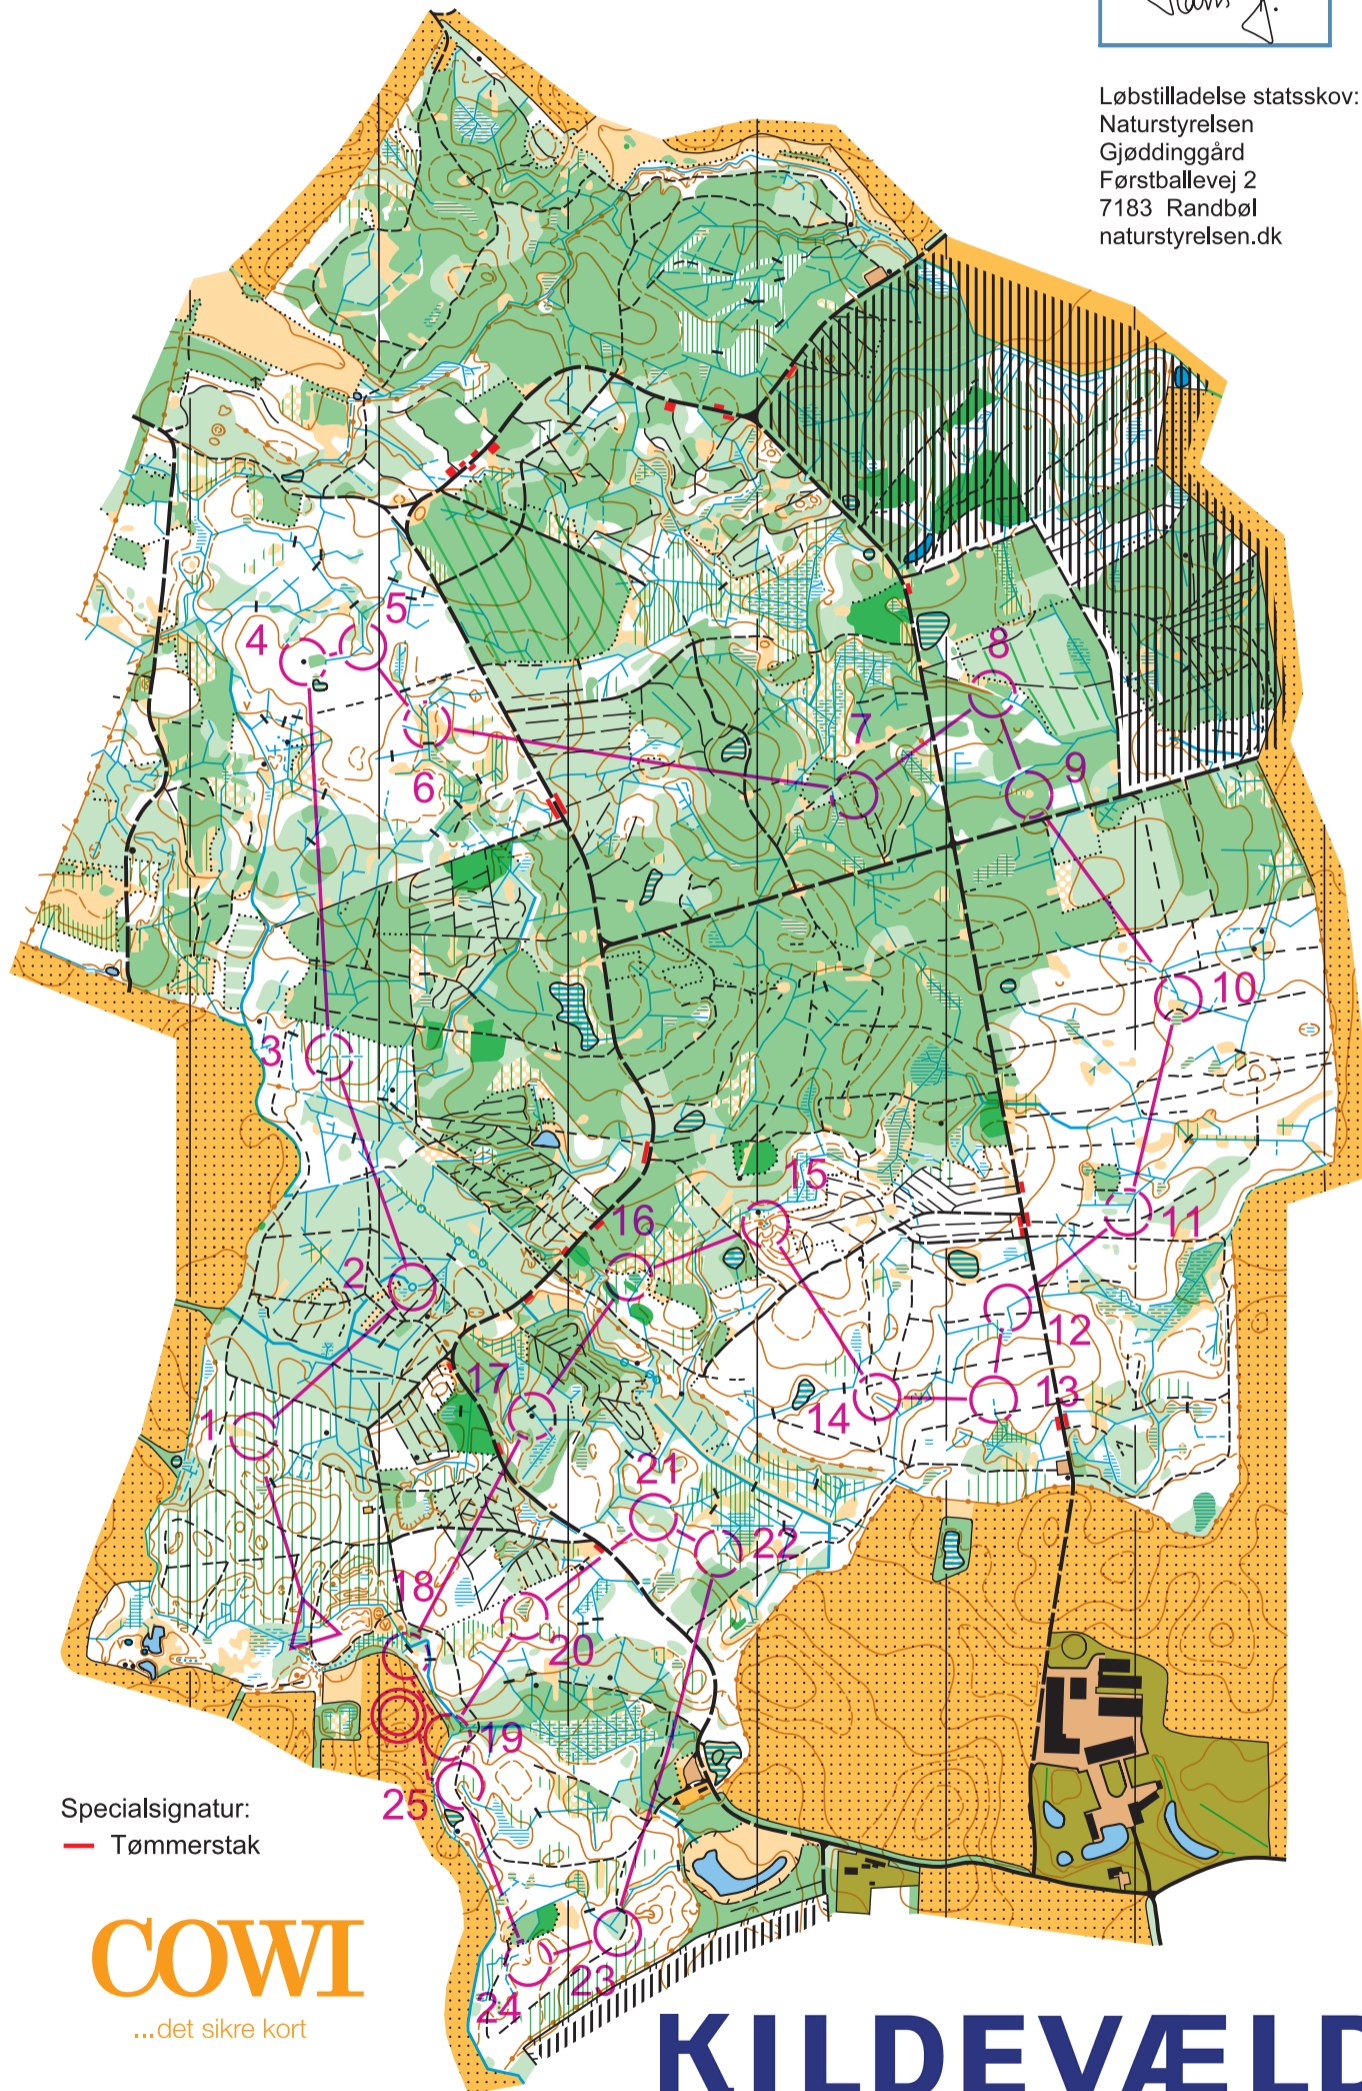 Løbstilladelse statsskov:
Naturstyrelsen
Gjøddinggård
Førstballevej 2
7183 Randbøl
naturstyrelsen.dk
5
4
8
7
9
6
10
3
15
11
16
2
12
17
13
14
1
21
22
18
20
19
25
23
24
Specialsignatur:
Tømmerstak
COWI
...det sikre kort
KILDEVÆLD